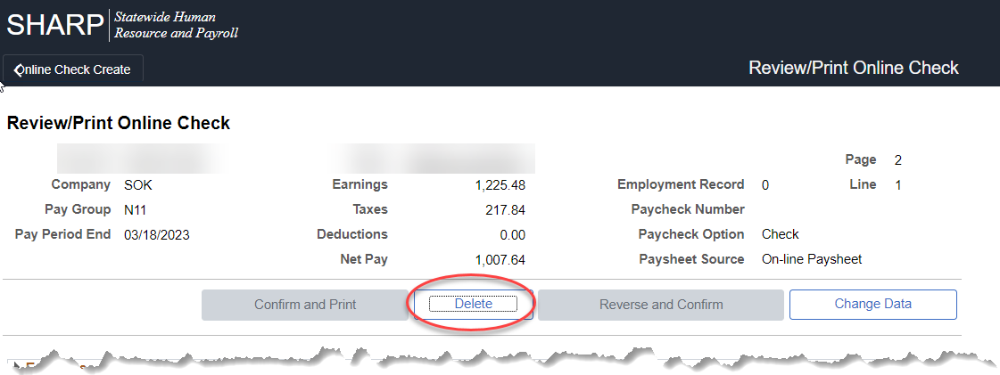 SHARP Statewide Human
Resource and Payroll
Online Check Create Review/Print Online Check
Review/Print Online Check
Page 2
Company SOK Earnings 1,225.48 Employment Record 0 Line 1
Pay Group N11 Taxes 217.84 Paycheck Number
Pay Period End 03/18/2023 Deductions 0.00 Paycheck Option Check
Net Pay 1,007.64 Paysheet Source On-line Paysheet
Confirm and Print Delete Reverse and Confirm Change Data